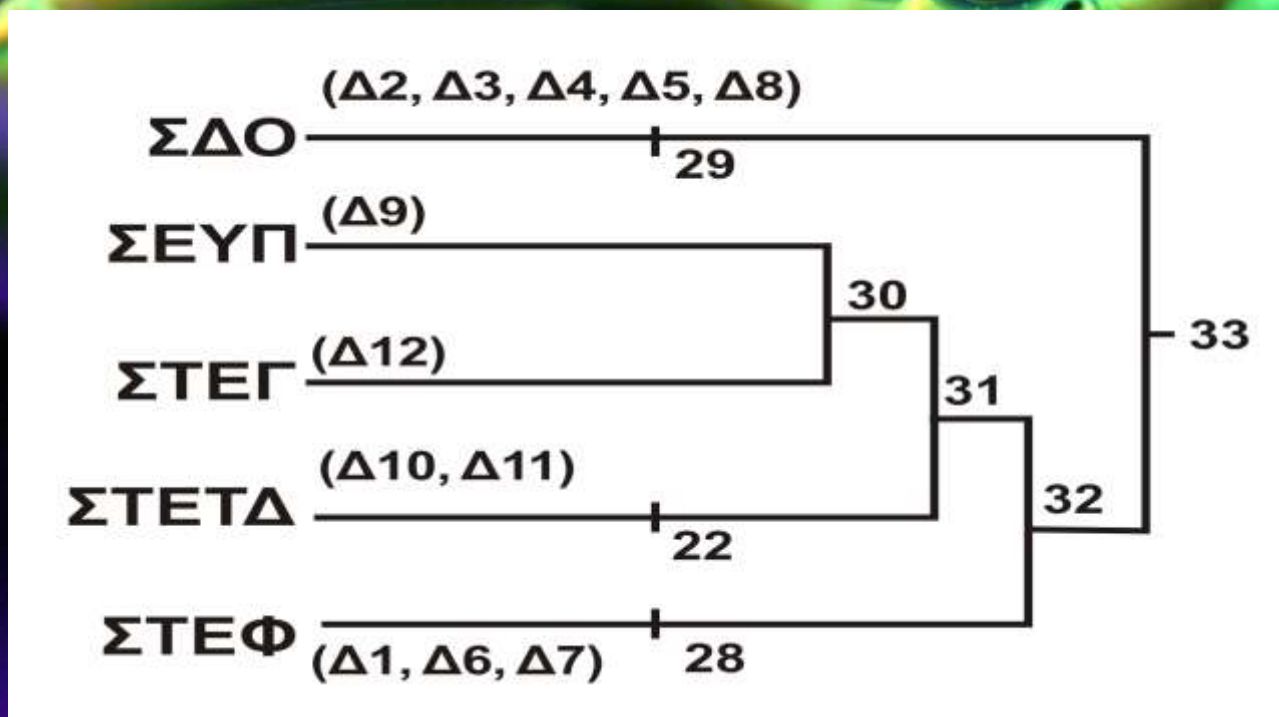 (Δ2, Δ3, Δ4, Δ5, Δ8)
ΣΔΟ
29
(Δ9)
ΣΕΥΠ
30
33
(Δ12)
ΣΤΕΓ
31
(Δ10, Δ11)
ΣΤΕΤΔ
32
22
ΣΤΕΦ
(Δ1, Δ6, Δ7)
28